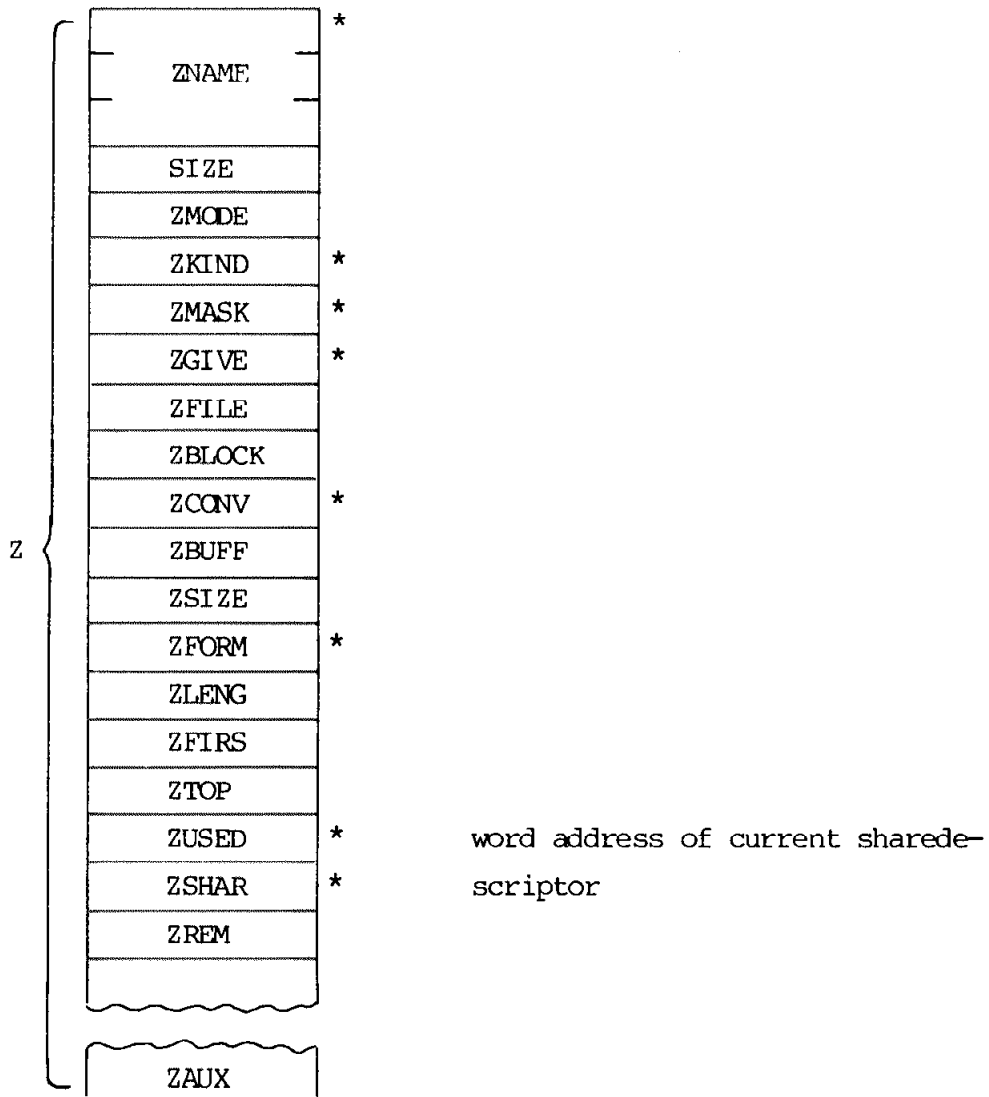 *
ZNAME
SIZE
ZMODE
ZKIND *
ZMASK *
ZGIVE *
ZFILE
ZBLOCK
ZCONV *
Z
ZBUFF
ZSIZE
ZFORM *
ZLENG
ZFIRS
ZTOP
ZUSED * word address of current sharede-
ZSHAR * scriptor
ZREM
ZAUX